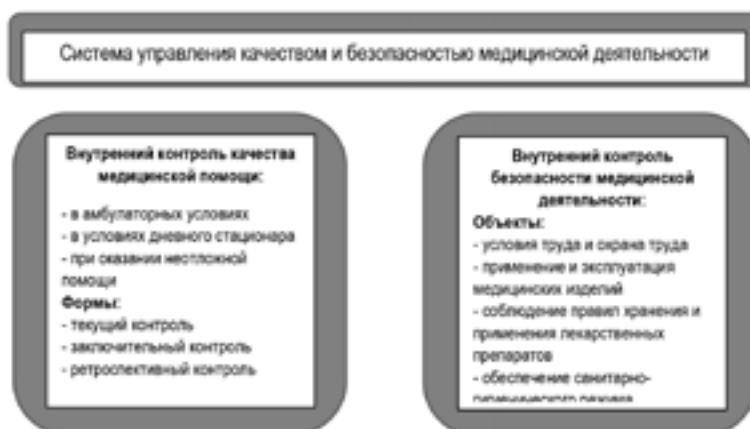 Система управления качеством и безопасностью медицинской деятельности
Внутренний контроль качества
медицинской помощи:
- в амбулаторных условиях
- в условиях дневного стационара
- при оказании неотложной
помощи
Формы:
- текущий контроль
- заключительный контроль
- ретроспективный контроль
Внутренний контроль
безопасности медицинской
деятельности:
Объекты:
- условия труда и охрана труда
- применение и эксплуатация
медицинских изделий
- соблюдение правил хранения и
применения лекарственных
препаратов
- обеспечение санитарно-